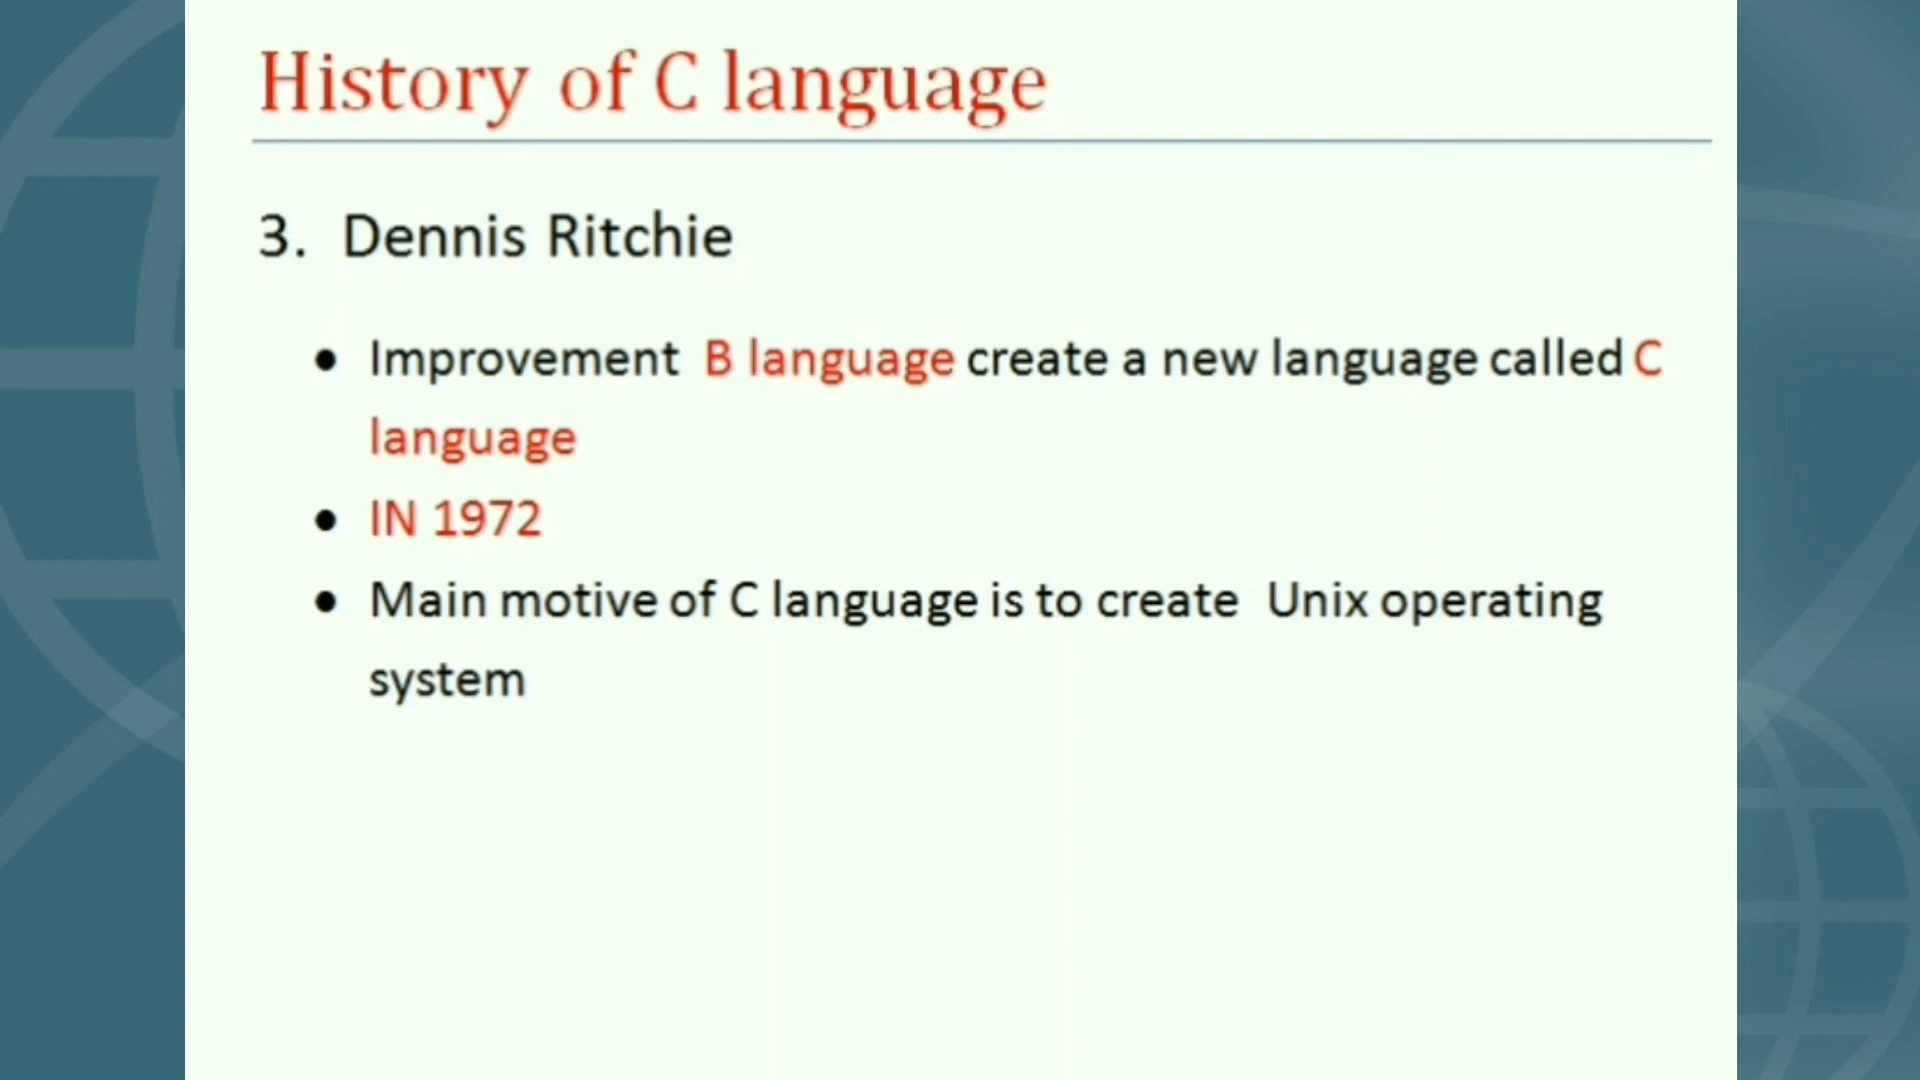 History of C language
3. Dennis Ritchie
• Improvement B language create a new language called C
language
• IN 1972
• Main motive of C language is to create Unix operating
system